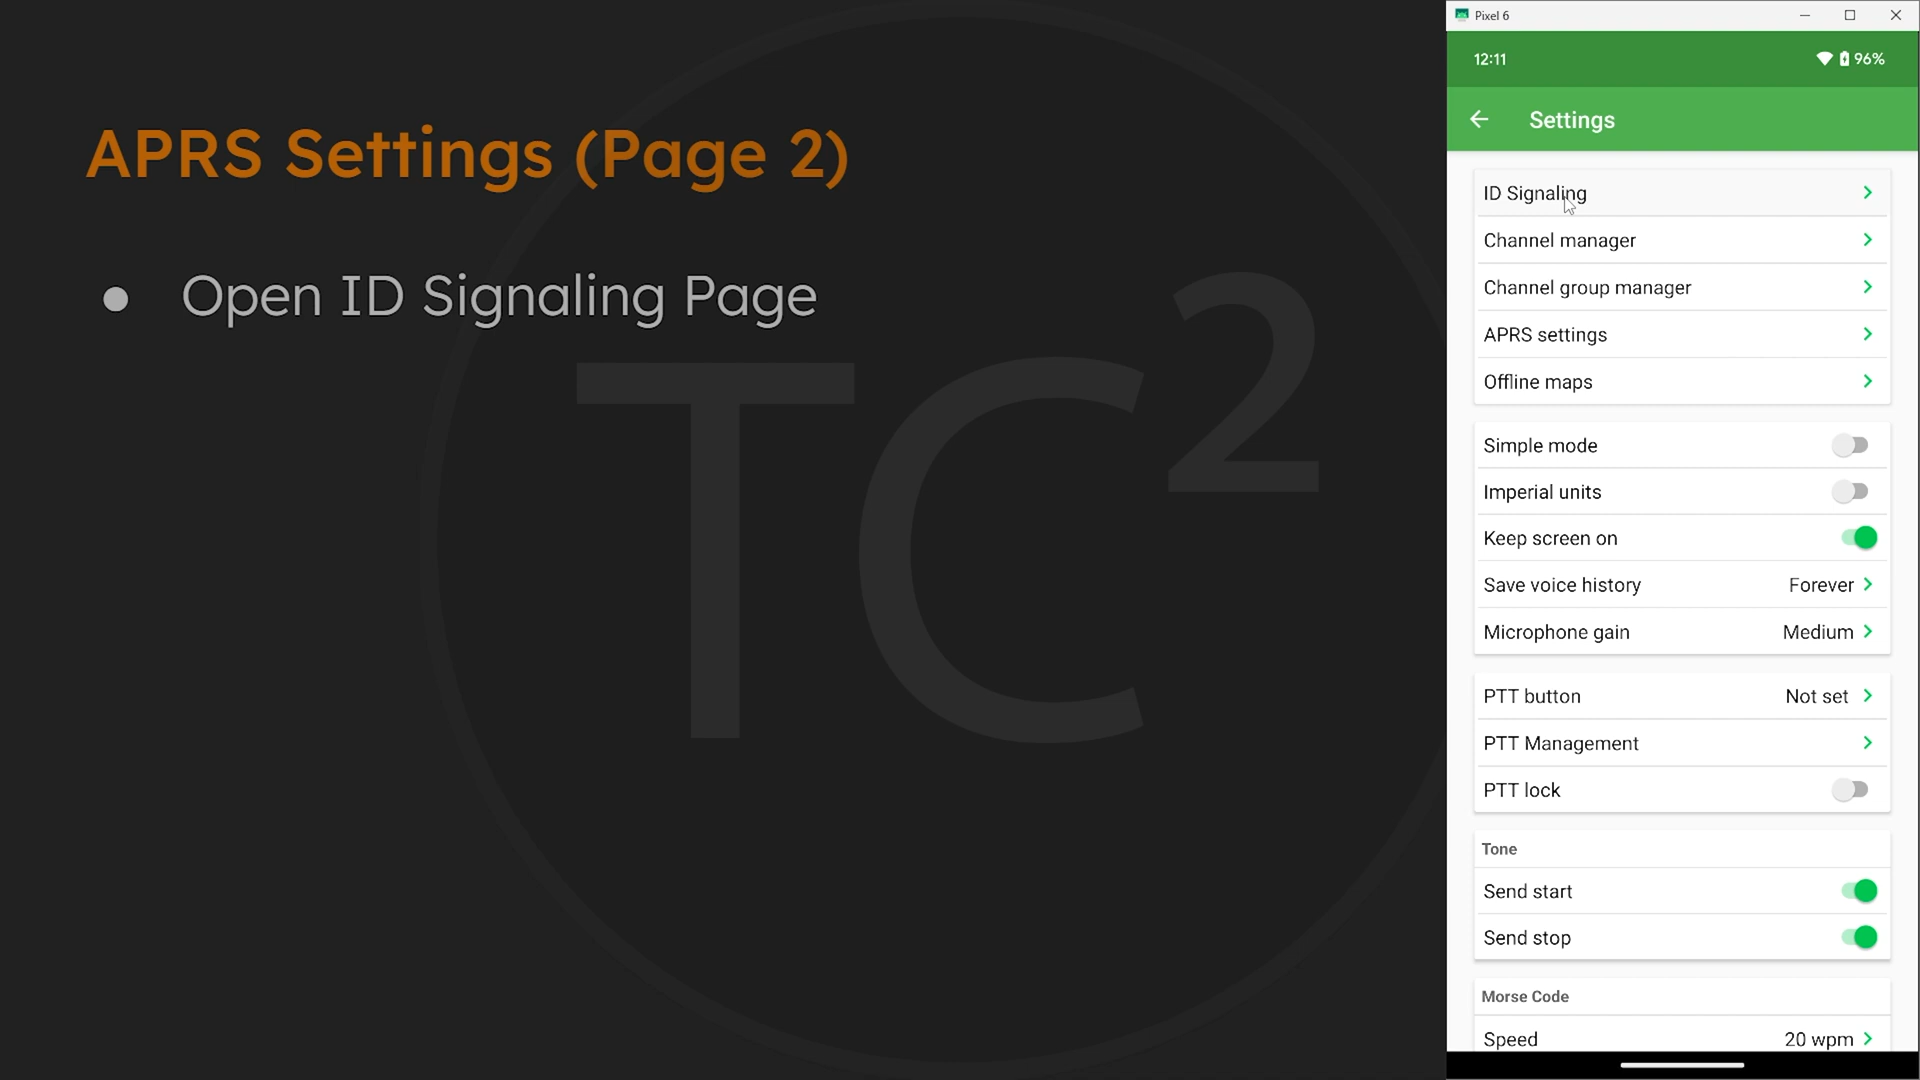 APRS Settings (Page 2)
● Open ID Signaling Page
TC²
Pixel 6
12:11
96%
Settings
ID Signaling
Channel manager
Channel group manager
APRS settings
Offline maps
Simple mode
Imperial units
Keep screen on
Save voice history Forever
Microphone gain Medium
PTT button Not set
PTT Management
PTT lock
Tone
Send start
Send stop
Morse Code
Speed 20 wpm